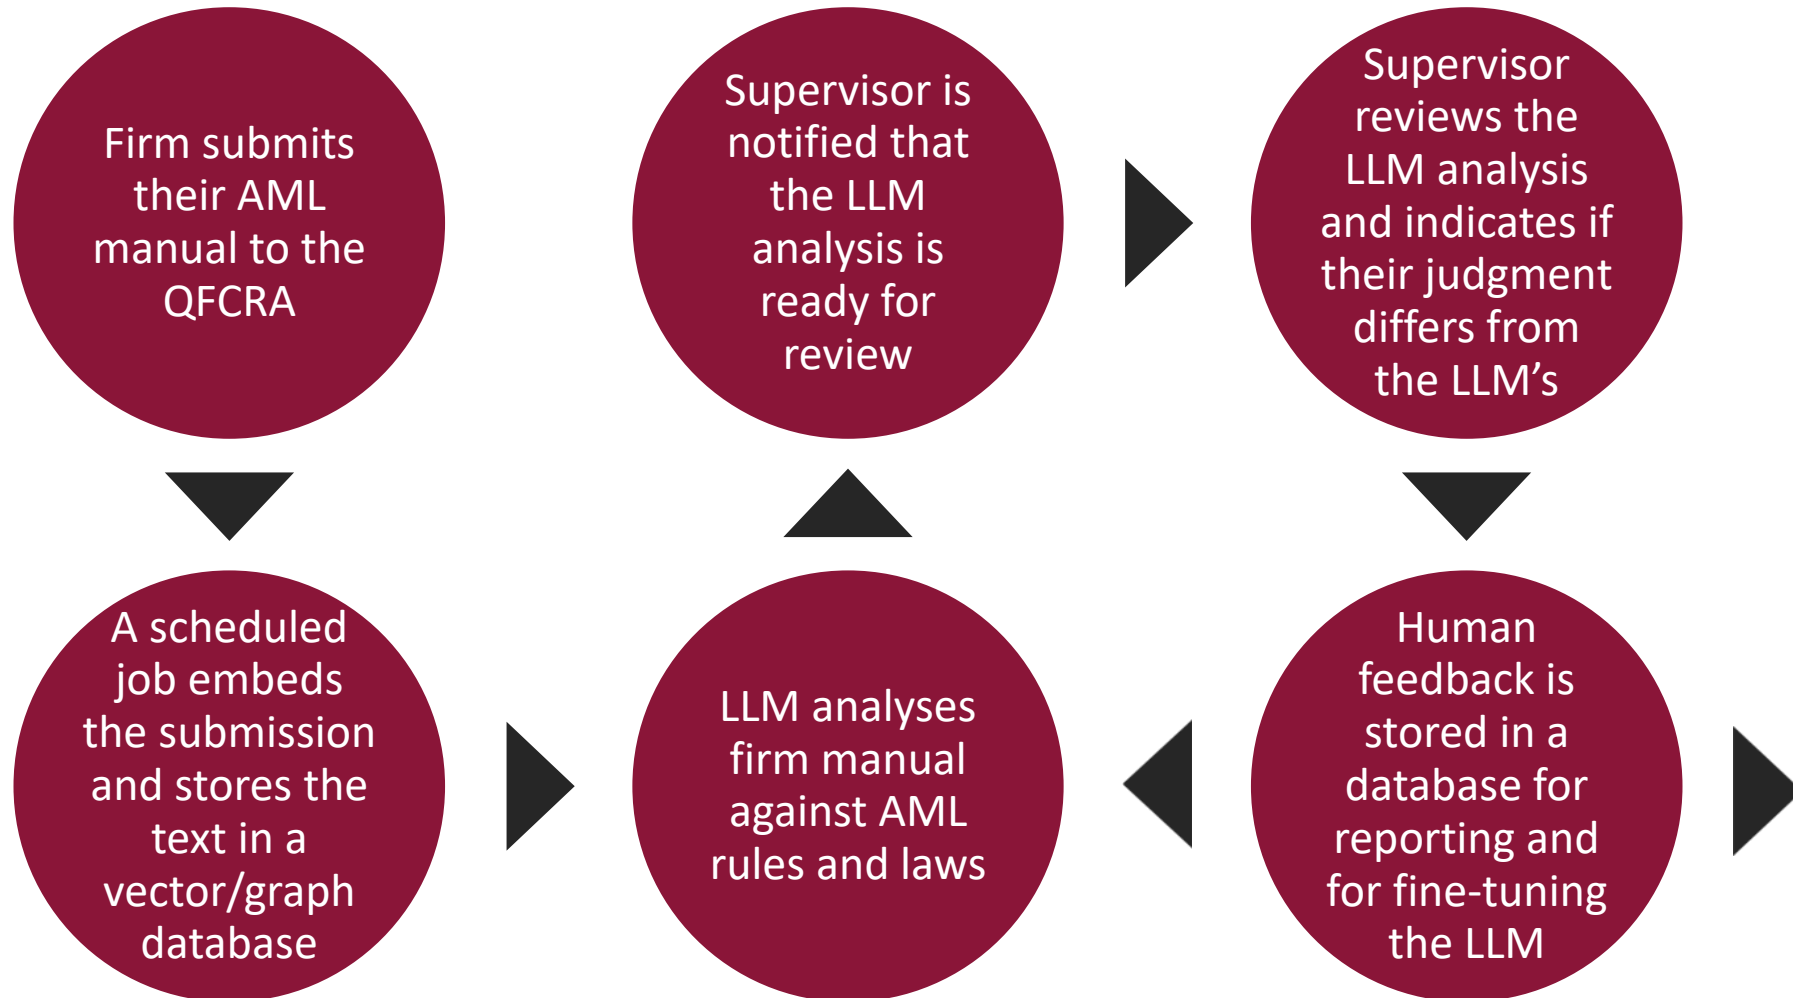 Firm submits
their AML
manual to the
QFCRA
A scheduled
job embeds
the submission
and stores the
text in a
vector/graph
database
LLM analyses
firm manual
against AML
rules and laws
Supervisor is
notified that
the LLM
analysis is
ready for
review
Supervisor
reviews the
LLM analysis
and indicates if
their judgment
differs from
the LLM’s
Human
feedback is
stored in a
database for
reporting and
for fine-tuning
the LLM